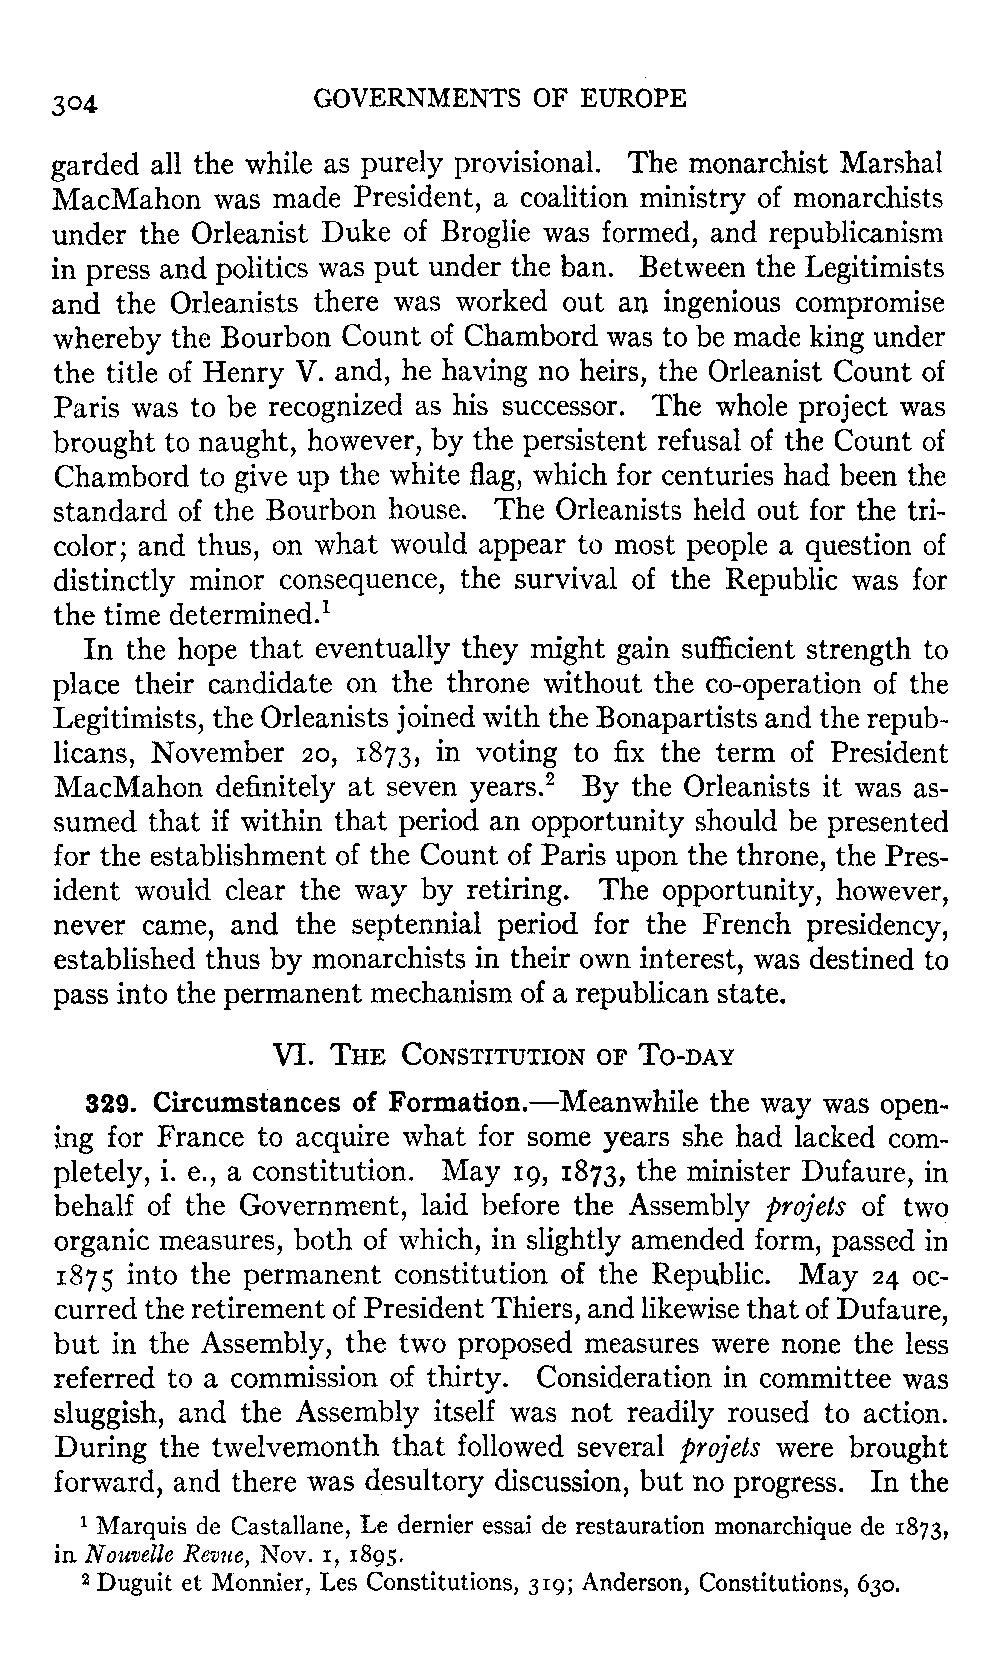 304 GOVERNMENTS OF EUROPE
garded all the while as purely provisional. The monarchist Marshal
MacMahon was made President, a coalition ministry of monarchists
under the Orleanist Duke of Broglie was formed, and republicanism
in press and politics was put under the ban. Between the Legitimists
and the Orleanists there was worked out an ingenious compromise
whereby the Bourbon Count of Chambord was to be made king under
the title of Henry V. and, he having no heirs, the Orleanist Count of
Paris was to be recognized as his successor. The whole project was
brought to naught, however, by the persistent refusal of the Count of
Chambord to give up the white flag, which for centuries had been the
standard of the Bourbon house. The Orleanists held out for the tri-
color; and thus, on what would appear to most people a question of
distinctly minor consequence, the survival of the Republic was for
the time determined.¹
In the hope that eventually they might gain sufficient strength to
place their candidate on the throne without the co-operation of the
Legitimists, the Orleanists joined with the Bonapartists and the repub-
licans, November 20, 1873, in voting to fix the term of President
MacMahon definitely at seven years.² By the Orleanists it was as-
sumed that if within that period an opportunity should be presented
for the establishment of the Count of Paris upon the throne, the Pres-
ident would clear the way by retiring. The opportunity, however,
never came, and the septennial period for the French presidency,
established thus by monarchists in their own interest, was destined to
pass into the permanent mechanism of a republican state.
VI. THE CONSTITUTION OF TO-DAY
329. Circumstances of Formation.—Meanwhile the way was open-
ing for France to acquire what for some years she had lacked com-
pletely, i. e., a constitution. May 19, 1873, the minister Dufaure, in
behalf of the Government, laid before the Assembly projets of two
organic measures, both of which, in slightly amended form, passed in
1875 into the permanent constitution of the Republic. May 24 oc-
curred the retirement of President Thiers, and likewise that of Dufaure,
but in the Assembly, the two proposed measures were none the less
referred to a commission of thirty. Consideration in committee was
sluggish, and the Assembly itself was not readily roused to action.
During the twelvemonth that followed several projets were brought
forward, and there was desultory discussion, but no progress. In the
¹ Marquis de Castallane, Le dernier essai de restauration monarchique de 1873,
in Nouvelle Revue, Nov. 1, 1895.
² Duguit et Monnier, Les Constitutions, 319; Anderson, Constitutions, 630.